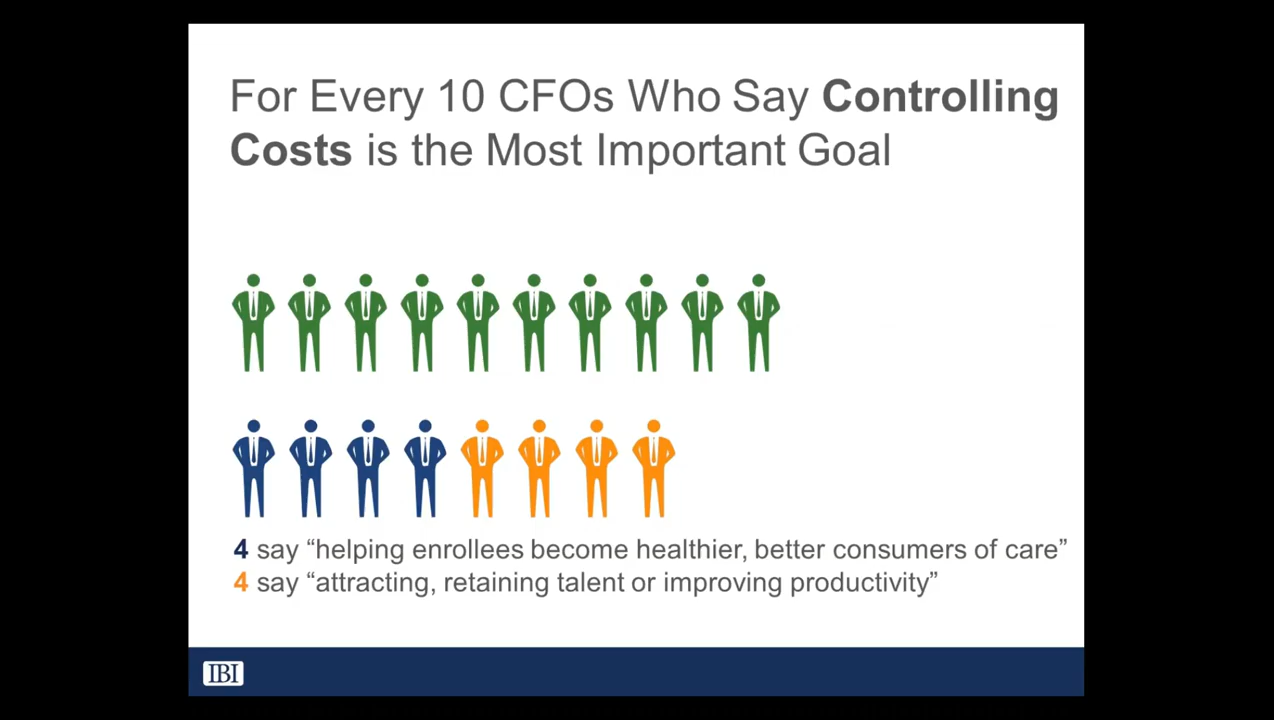 For Every 10 CFOs Who Say Controlling
Costs is the Most Important Goal
4 say “helping enrollees become healthier, better consumers of care”
4 say “attracting, retaining talent or improving productivity”
IBI